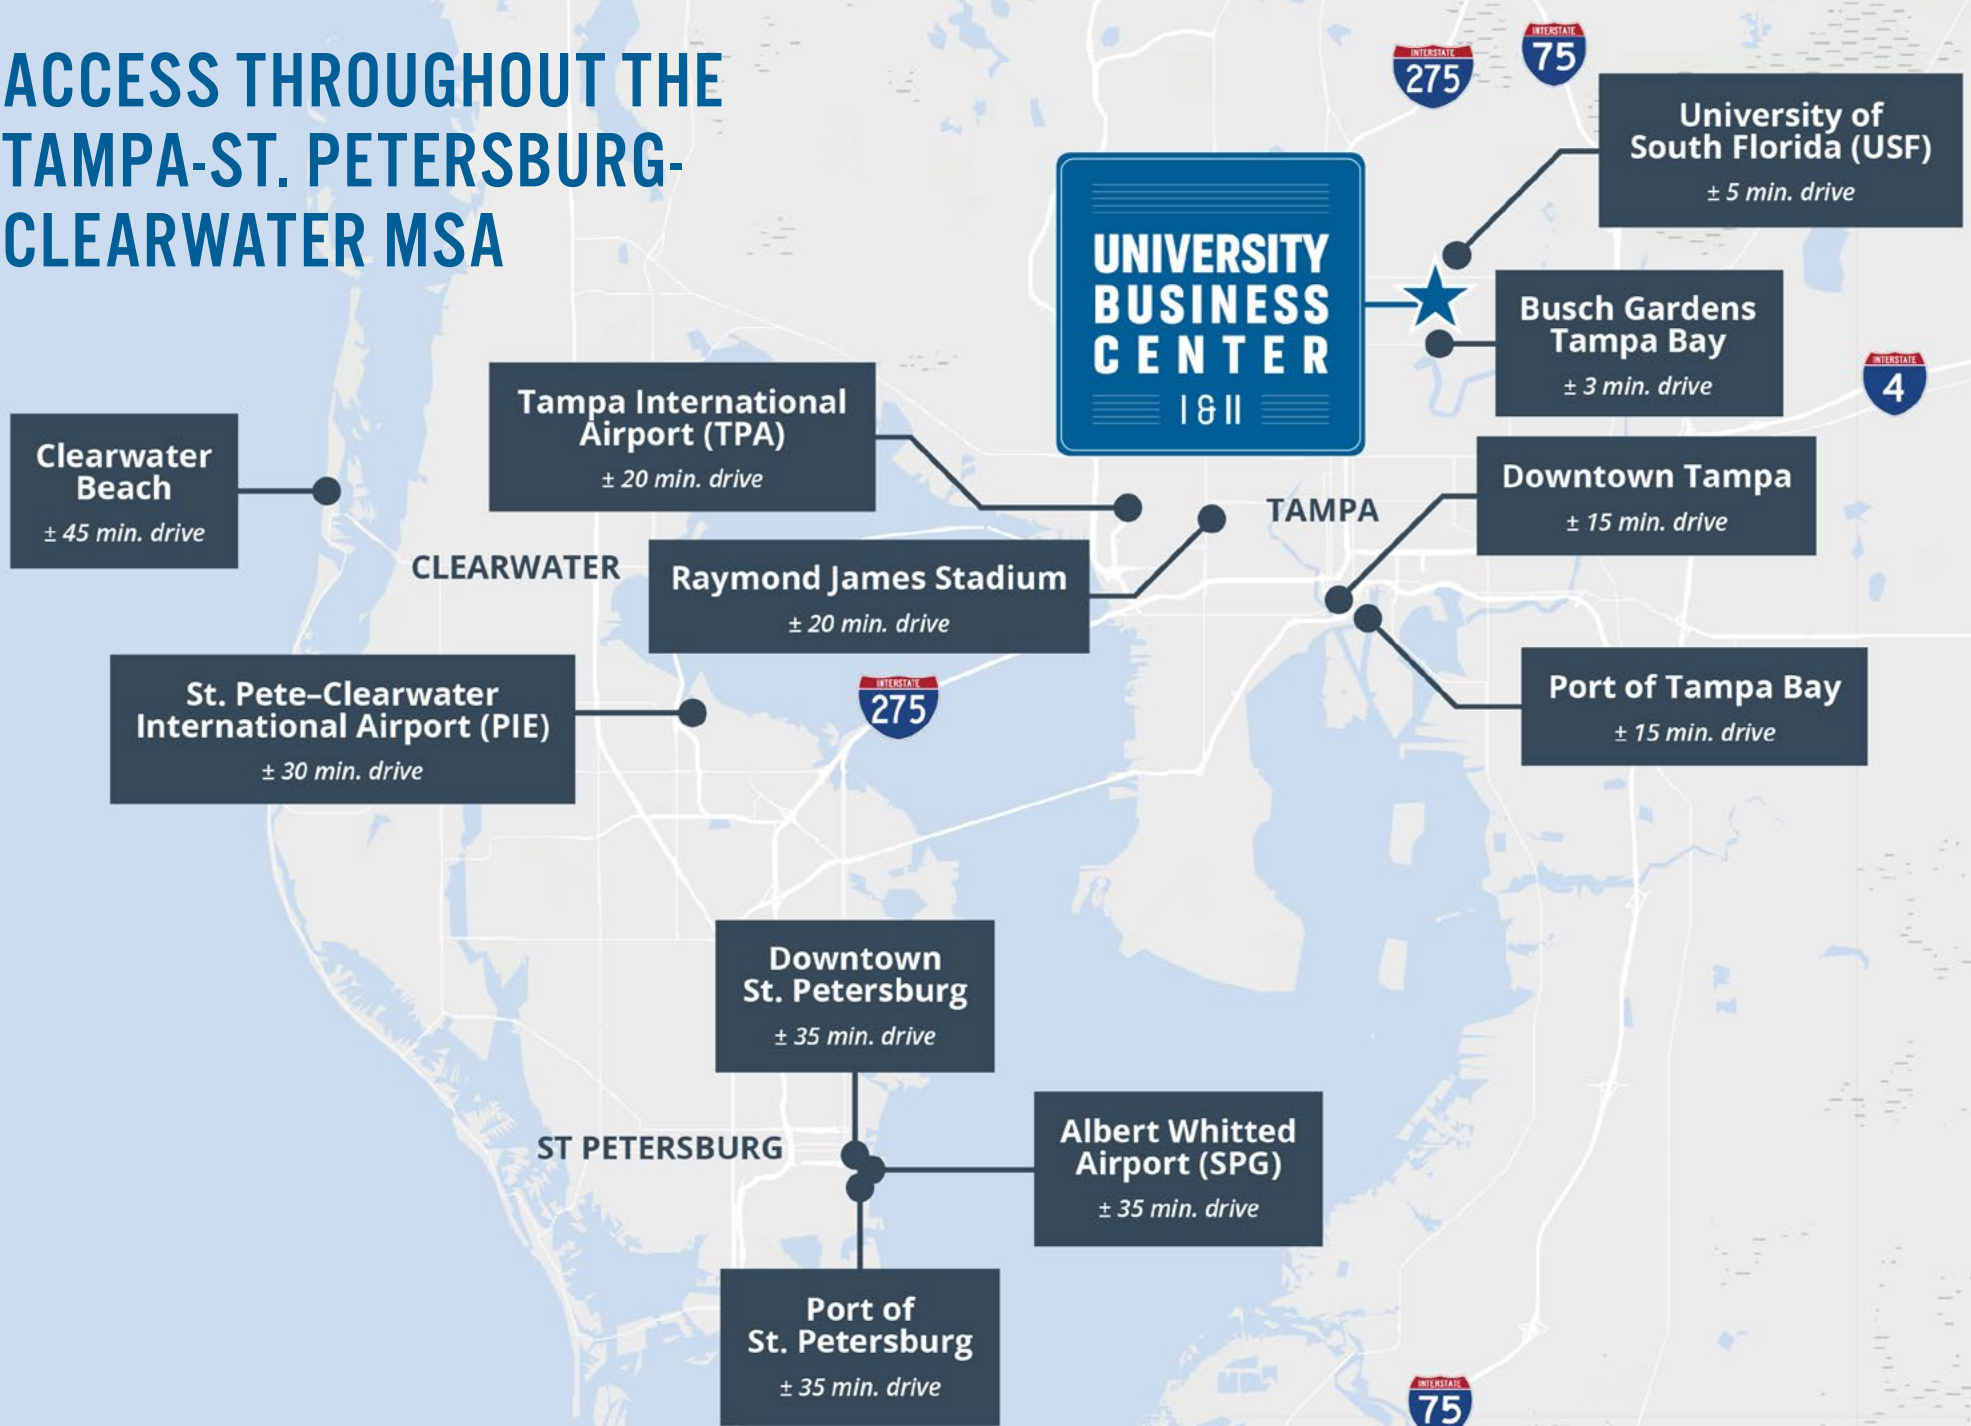 ACCESS THROUGHOUT THE
TAMPA-ST. PETERSBURG-
CLEARWATER MSA
INTERSTATE
275
INTERSTATE
75
University of
South Florida (USF)
± 5 min. drive
UNIVERSITY
BUSINESS
CENTER
I & II
Busch Gardens
Tampa Bay
± 3 min. drive
INTERSTATE
4
Tampa International
Airport (TPA)
± 20 min. drive
Clearwater
Beach
± 45 min. drive
Downtown Tampa
± 15 min. drive
TAMPA
CLEARWATER
Raymond James Stadium
± 20 min. drive
St. Pete–Clearwater
International Airport (PIE)
± 30 min. drive
INTERSTATE
275
Port of Tampa Bay
± 15 min. drive
Downtown
St. Petersburg
± 35 min. drive
ST PETERSBURG
Albert Whitted
Airport (SPG)
± 35 min. drive
Port of
St. Petersburg
± 35 min. drive
INTERSTATE
75